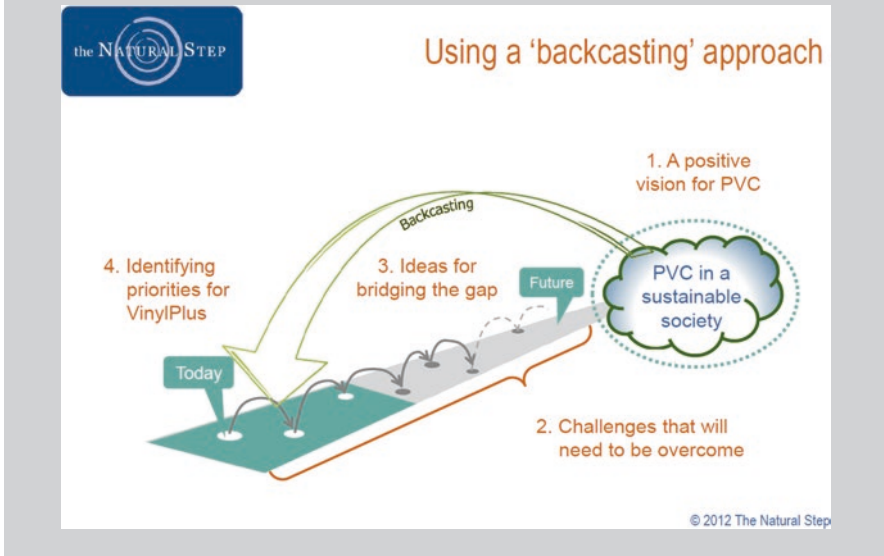 the NATURAL STEP
Using a 'backcasting' approach
1. A positive
vision for PVC
Backcasting
4. Identifying
priorities for
VinylPlus
3. Ideas for
bridging the gap
Future
PVC in a
sustainable
society
Today
2. Challenges that will
need to be overcome
© 2012 The Natural Step